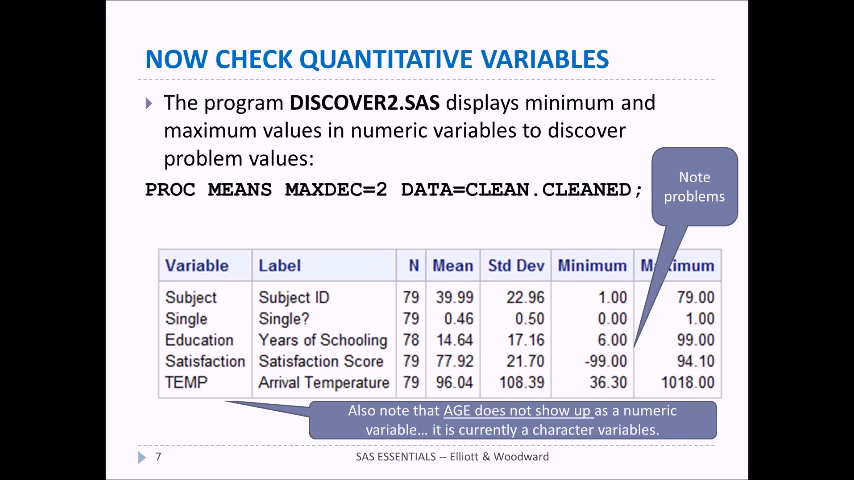 NOW CHECK QUANTITATIVE VARIABLES
The program DISCOVER2.SAS displays minimum and
maximum values in numeric variables to discover
problem values:
PROC MEANS MAXDEC=2 DATA=CLEAN.CLEANED;
Note
problems
Variable Label N Mean Std Dev Minimum Maximum
Subject Subject ID 79 39.99 22.96 1.00 79.00
Single Single? 79 0.46 0.50 0.00 1.00
Education Years of Schooling 78 14.64 17.16 6.00 99.00
Satisfaction Satisfaction Score 79 77.92 21.70 -99.00 94.10
TEMP Arrival Temperature 79 96.04 108.39 36.30 1018.00
Also note that AGE does not show up as a numeric
variable... it is currently a character variables.
7 SAS ESSENTIALS -- Elliott & Woodward